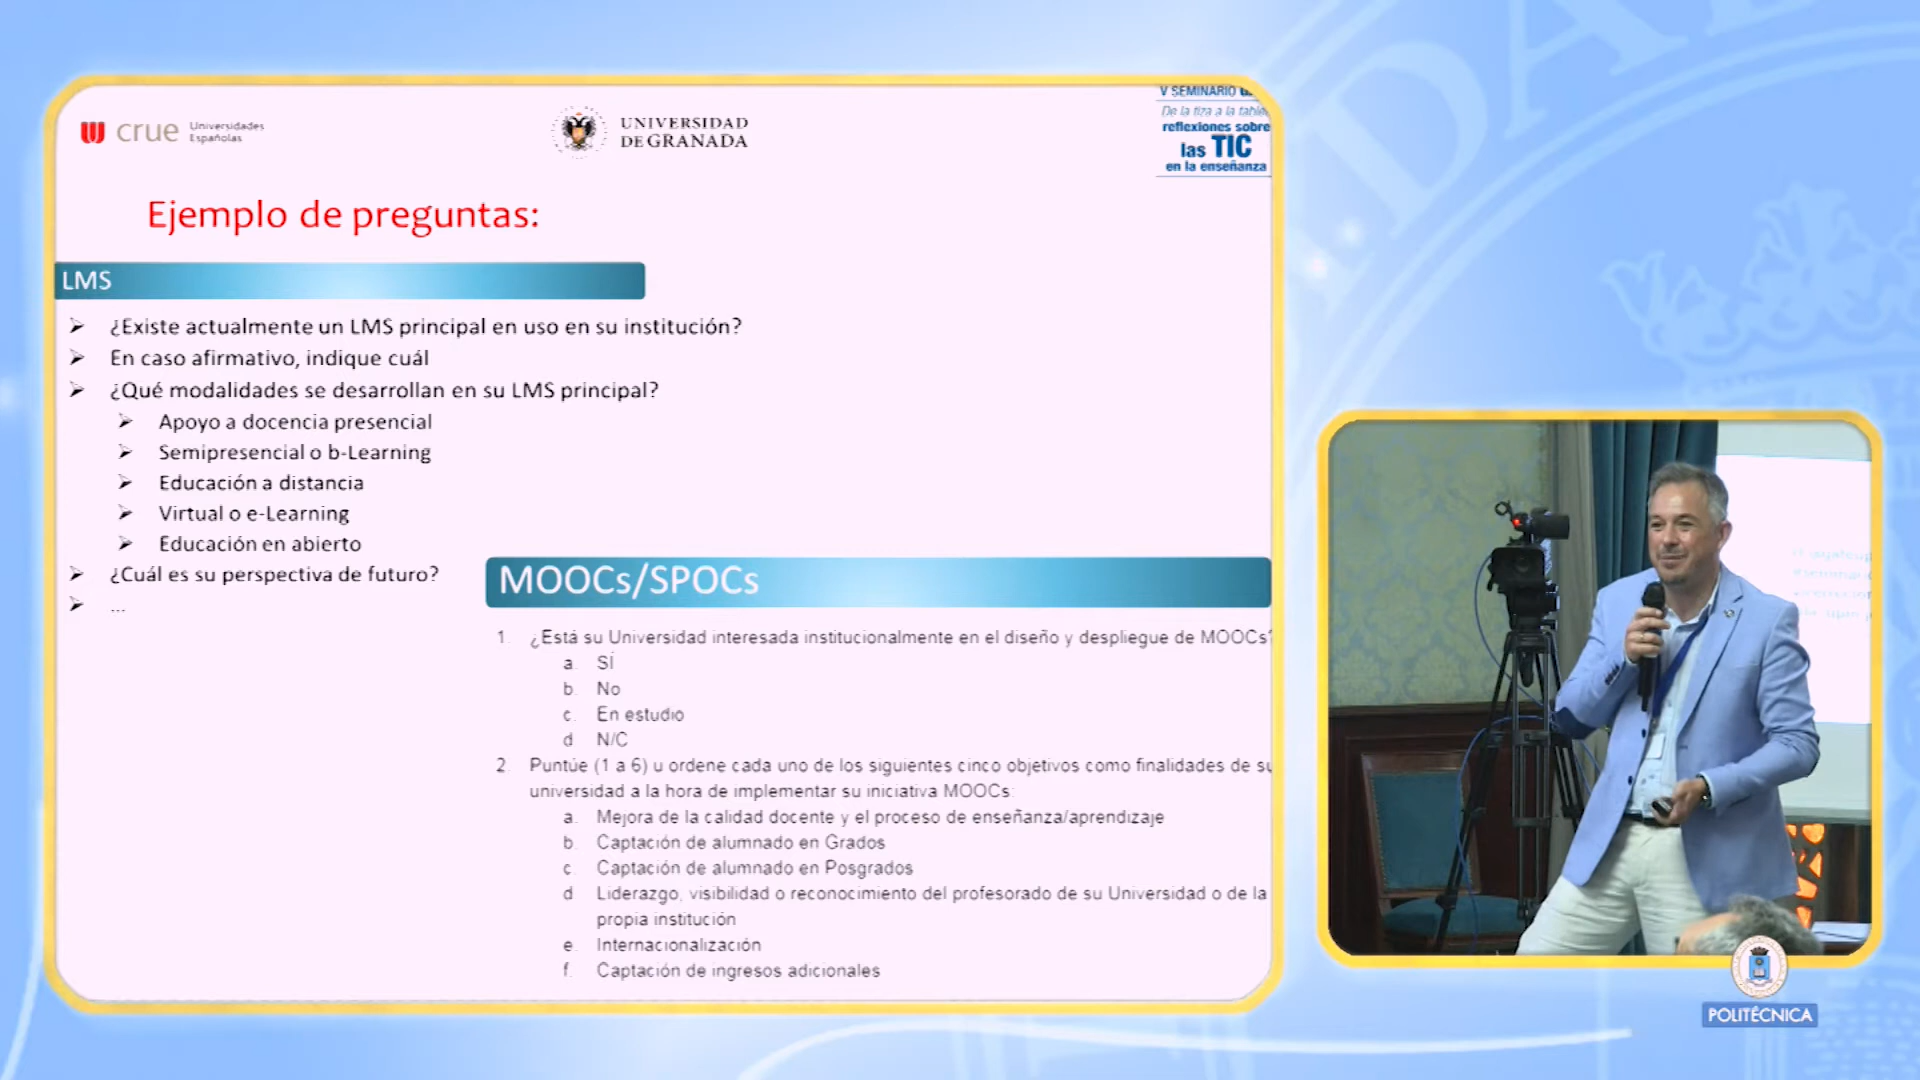 crue Universidades
Españolas
UNIVERSIDAD
DE GRANADA
V SEMINARIO
De la tiza a la
reflexiones sobre
las TIC
en la enseñanza
Ejemplo de preguntas:
LMS
¿Existe actualmente un LMS principal en uso en su institución?
En caso afirmativo, indique cuál
¿Qué modalidades se desarrollan en su LMS principal?
Apoyo a docencia presencial
Semipresencial o b-Learning
Educación a distancia
Virtual o e-Learning
Educación en abierto
¿Cuál es su perspectiva de futuro?
...
MOOCs/SPOCs
1. ¿Está su Universidad interesada institucionalmente en el diseño y despliegue de MOOCs?
a. SÍ
b. No
c. En estudio
d. N/C
2. Puntúe (1 a 6) u ordene cada uno de los siguientes cinco objetivos como finalidades de su
universidad a la hora de implementar su iniciativa MOOCs:
a. Mejora de la calidad docente y el proceso de enseñanza/aprendizaje
b. Captación de alumnado en Grados
c. Captación de alumnado en Posgrados
d. Liderazgo, visibilidad o reconocimiento del profesorado de su Universidad o de la
propia institución
e. Internacionalización
f. Captación de ingresos adicionales
POLITÉCNICA